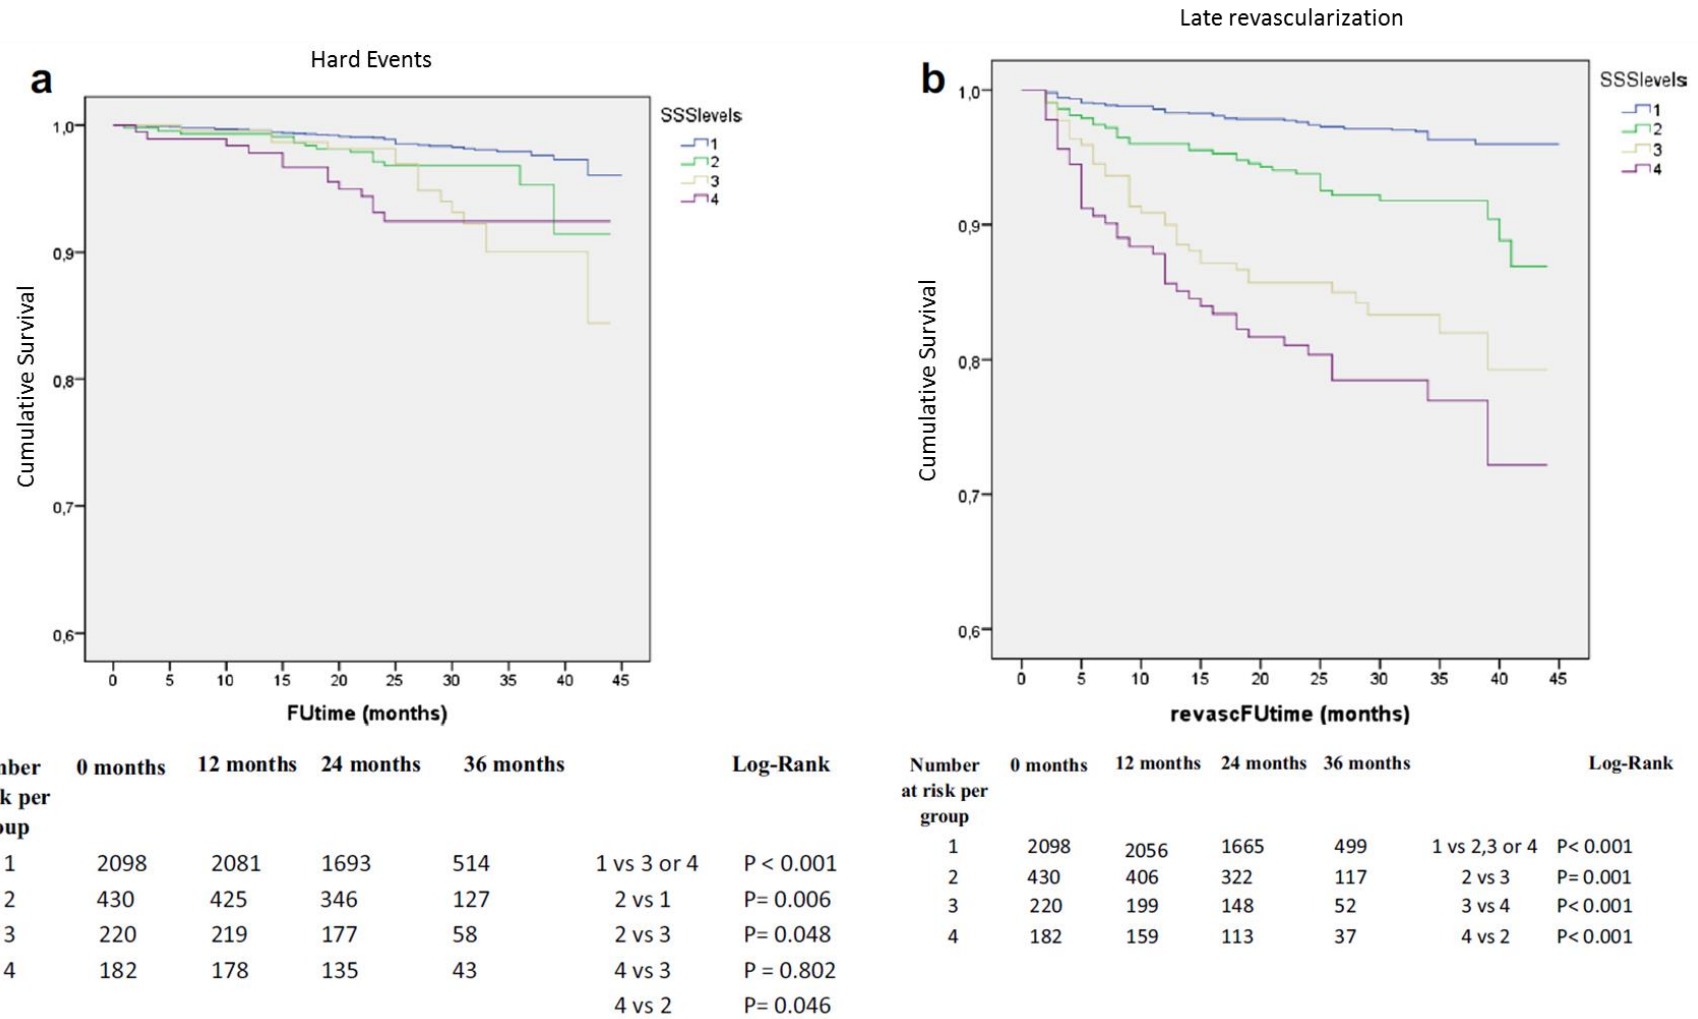 Hard Events
a
SSSlevels
1
2
3
4
1,0
0,9
0,8
0,7
0,6
Cumulative Survival
0 5 10 15 20 25 30 35 40 45
FUtime (months)
nber 0 months 12 months 24 months 36 months Log-Rank
k per
oup
1 2098 2081 1693 514 1 vs 3 or 4 P < 0.001
2 430 425 346 127 2 vs 1 P= 0.006
3 220 219 177 58 2 vs 3 P= 0.048
4 182 178 135 43 4 vs 3 P = 0.802
4 vs 2 P= 0.046
Late revascularization
b
SSSlevels
1
2
3
4
1,0
0,9
0,8
0,7
0,6
Cumulative Survival
0 5 10 15 20 25 30 35 40 45
revascFUtime (months)
Number 0 months 12 months 24 months 36 months Log-Rank
at risk per
group
1 2098 2056 1665 499 1 vs 2,3 or 4 P< 0.001
2 430 406 322 117 2 vs 3 P= 0.001
3 220 199 148 52 3 vs 4 P< 0.001
4 182 159 113 37 4 vs 2 P< 0.001